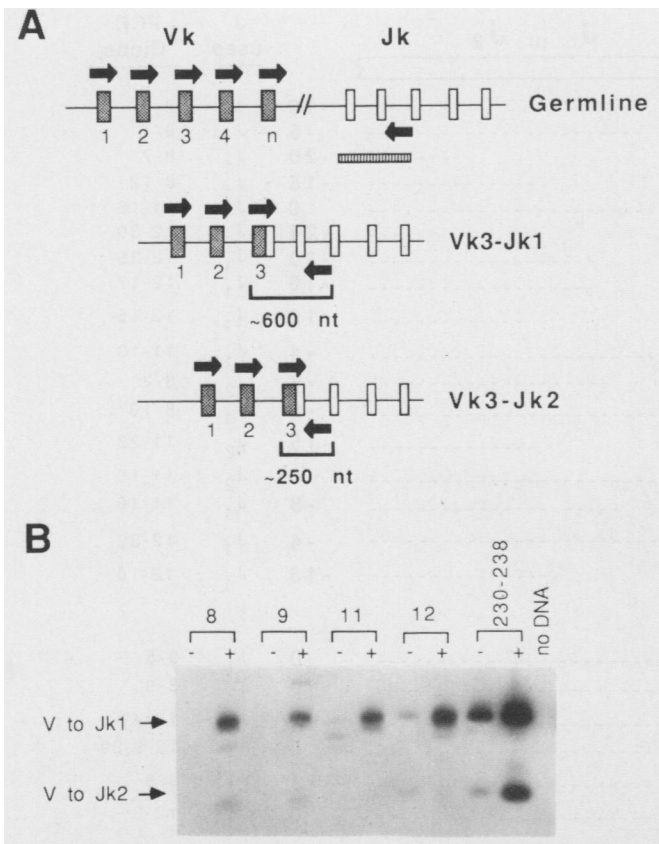 A
Vk Jk
Germline
1 2 3 4 n
Vk3-Jk1
1 2 3
~600 nt
Vk3-Jk2
1 2 3
~250 nt
B
8 9 11 12 230-238 no DNA
- + - + - + - + - +
V to Jk1
V to Jk2